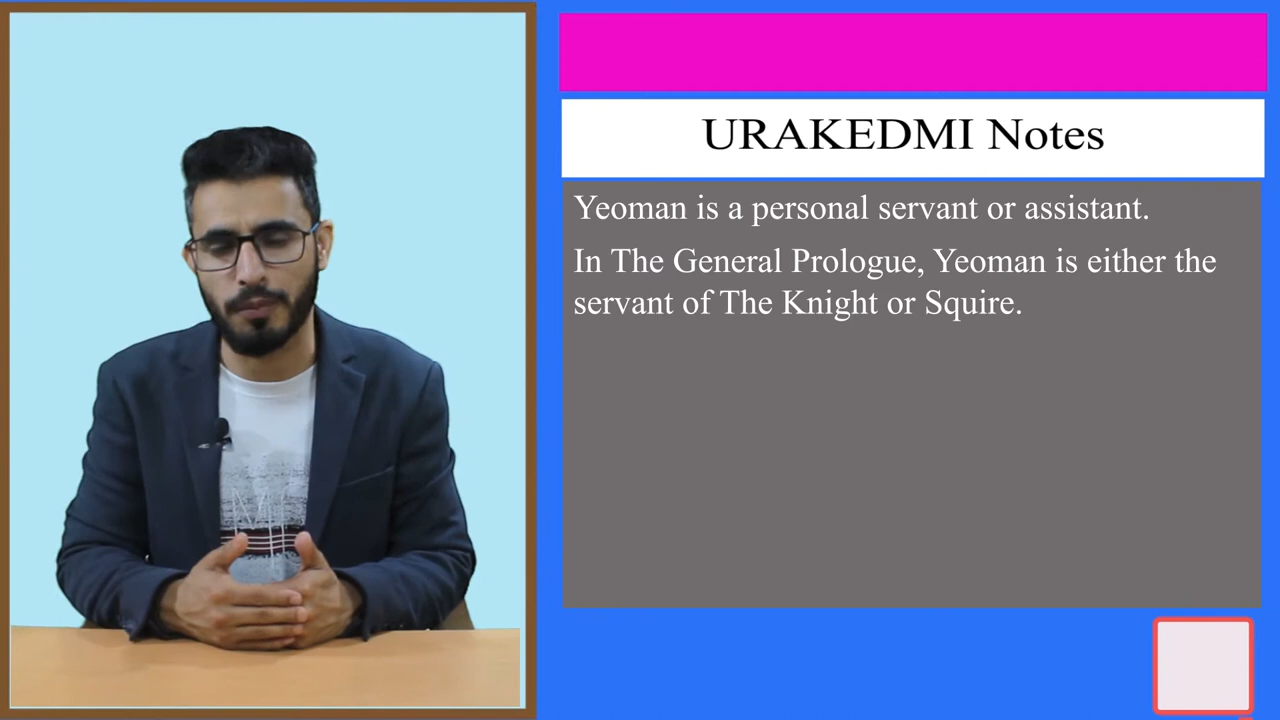 URAKEDMI Notes
Yeoman is a personal servant or assistant.
In The General Prologue, Yeoman is either the
servant of The Knight or Squire.